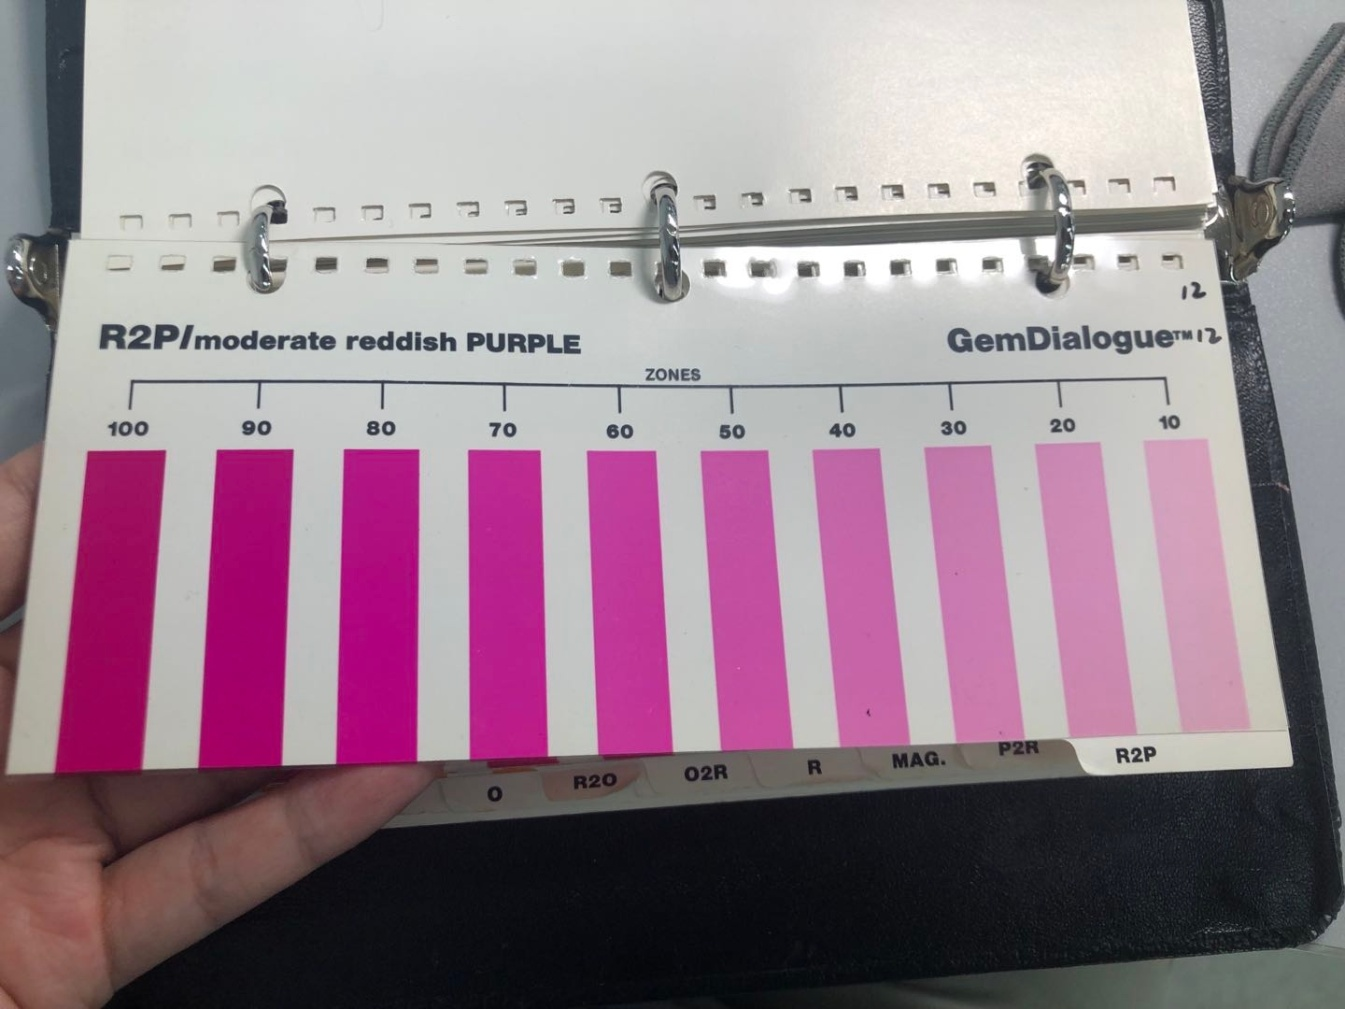 12
R2P/moderate reddish PURPLE
GemDialogue™12
ZONES
100 90 80 70 60 50 40 30 20 10
O R2O O2R R MAG. P2R R2P